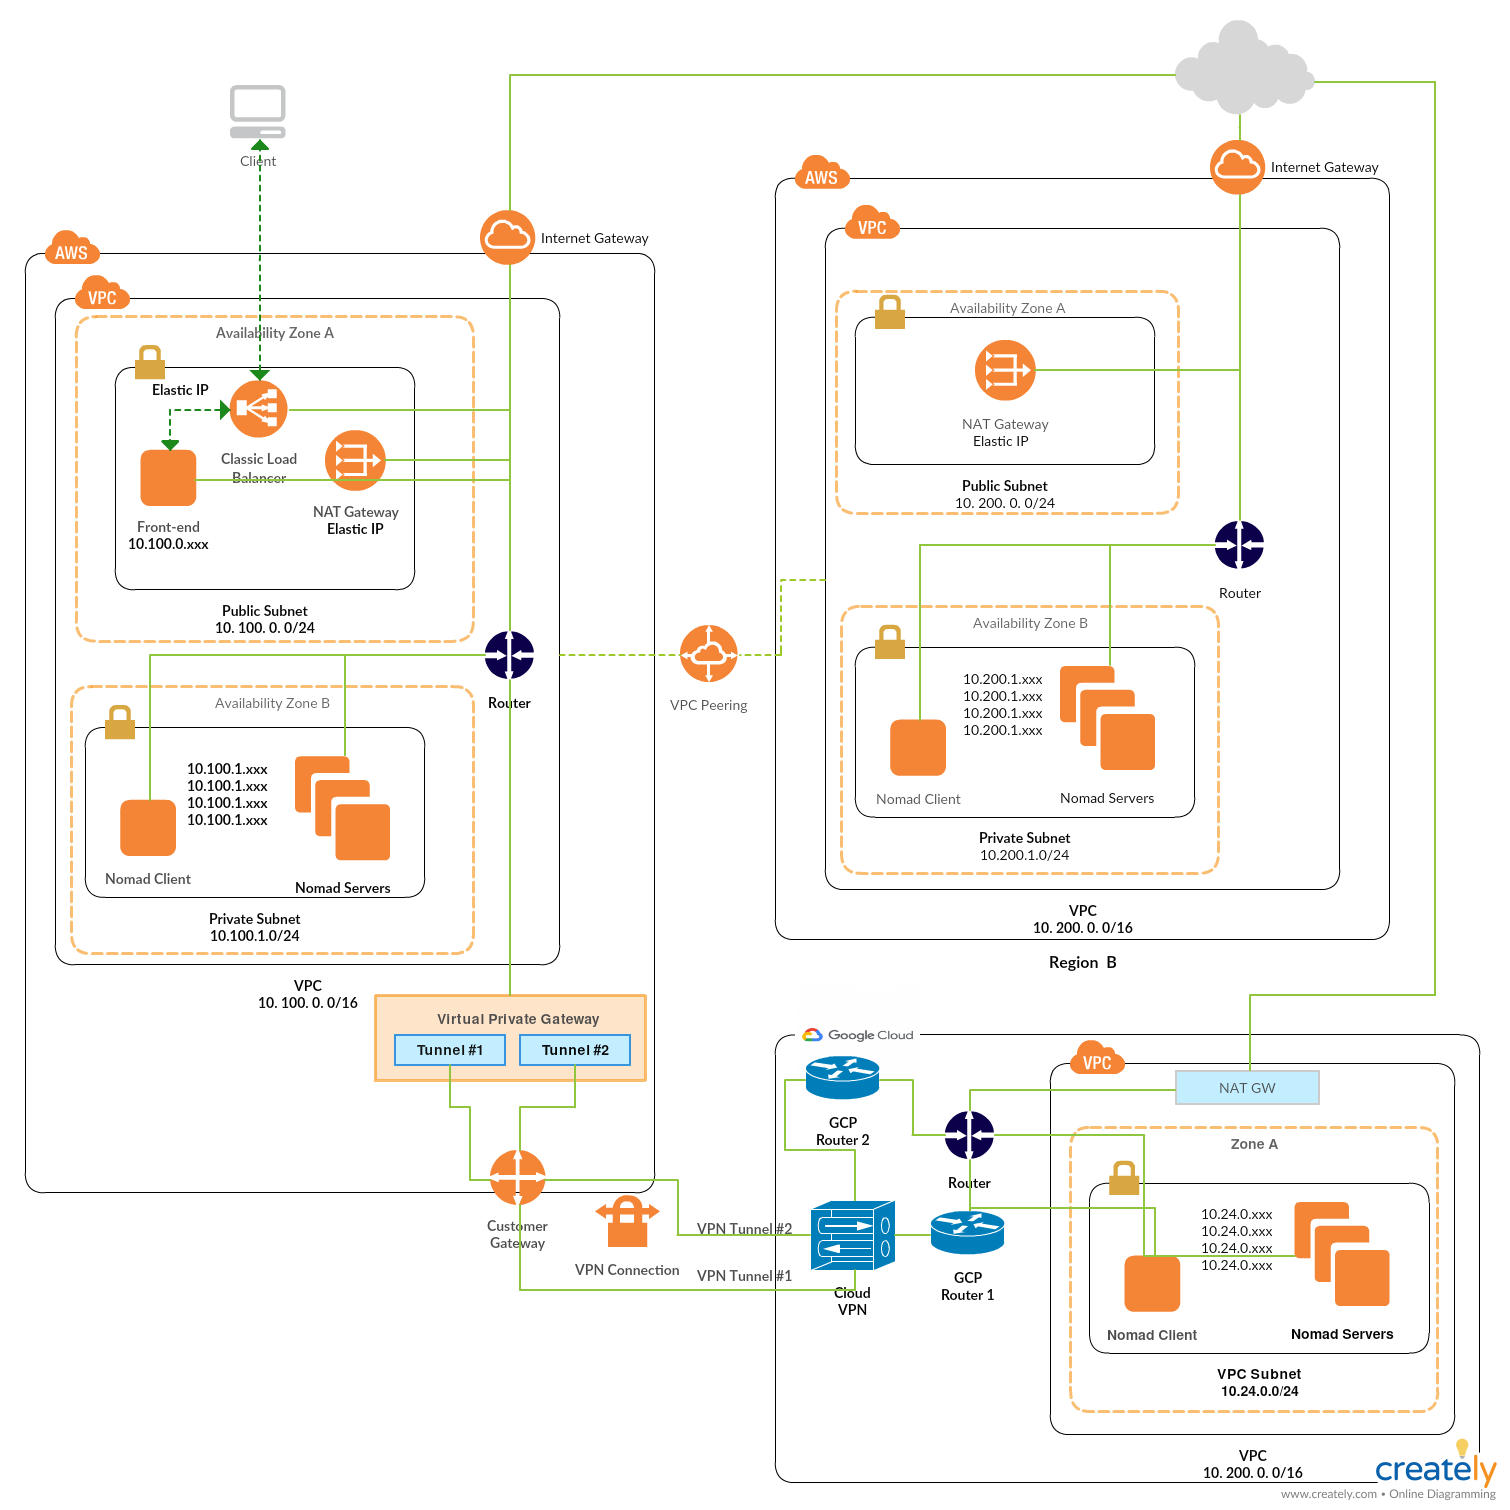 Client
AWS
Internet Gateway
VPC
Availability Zone A
Elastic IP
Classic Load
Balancer
NAT Gateway
Elastic IP
Front-end
10.100.0.xxx
Public Subnet
10. 100. 0. 0/24
Router
Availability Zone B
10.100.1.xxx
10.100.1.xxx
10.100.1.xxx
10.100.1.xxx
Nomad Client
Nomad Servers
Private Subnet
10.100.1.0/24
VPC
10. 100. 0. 0/16
Virtual Private Gateway
Tunnel #1
Tunnel #2
Customer
Gateway
VPN Connection
VPN Tunnel #2
VPN Tunnel #1
VPC Peering
AWS
Internet Gateway
VPC
Availability Zone A
NAT Gateway
Elastic IP
Public Subnet
10. 200. 0. 0/24
Router
Availability Zone B
10.200.1.xxx
10.200.1.xxx
10.200.1.xxx
10.200.1.xxx
Nomad Client
Nomad Servers
Private Subnet
10.200.1.0/24
VPC
10. 200. 0. 0/16
Region B
Google Cloud
GCP
Router 2
Router
Cloud
VPN
GCP
Router 1
VPC
NAT GW
Zone A
10.24.0.xxx
10.24.0.xxx
10.24.0.xxx
10.24.0.xxx
Nomad Client
Nomad Servers
VPC Subnet
10.24.0.0/24
VPC
10. 200. 0. 0/16
creately
www.creately.com • Online Diagramming